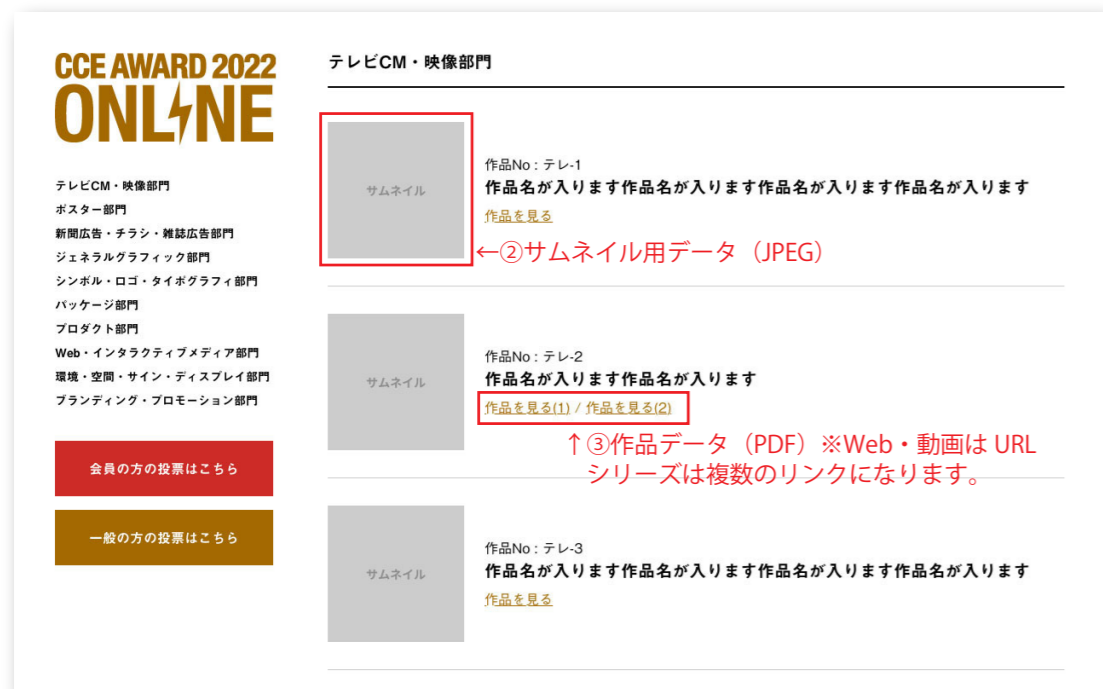 CCE AWARD 2022
ONLINE
テレビCM・映像部門
ポスター部門
新聞広告・チラシ・雑誌広告部門
ジェネラルグラフィック部門
シンボル・ロゴ・タイポグラフィ部門
パッケージ部門
プロダクト部門
Web・インタラクティブメディア部門
環境・空間・サイン・ディスプレイ部門
ブランディング・プロモーション部門
会員の方の投票はこちら
一般の方の投票はこちら
テレビCM・映像部門
サムネイル
作品No : テレ-1
作品名が入ります作品名が入ります作品名が入ります作品名が入ります
作品を見る
←②サムネイル用データ（JPEG）
サムネイル
作品No : テレ-2
作品名が入ります作品名が入ります
作品を見る(1) / 作品を見る(2)
↑③作品データ（PDF）※Web・動画は URL
シリーズは複数のリンクになります。
サムネイル
作品No : テレ-3
作品名が入ります作品名が入ります作品名が入ります作品名が入ります
作品を見る